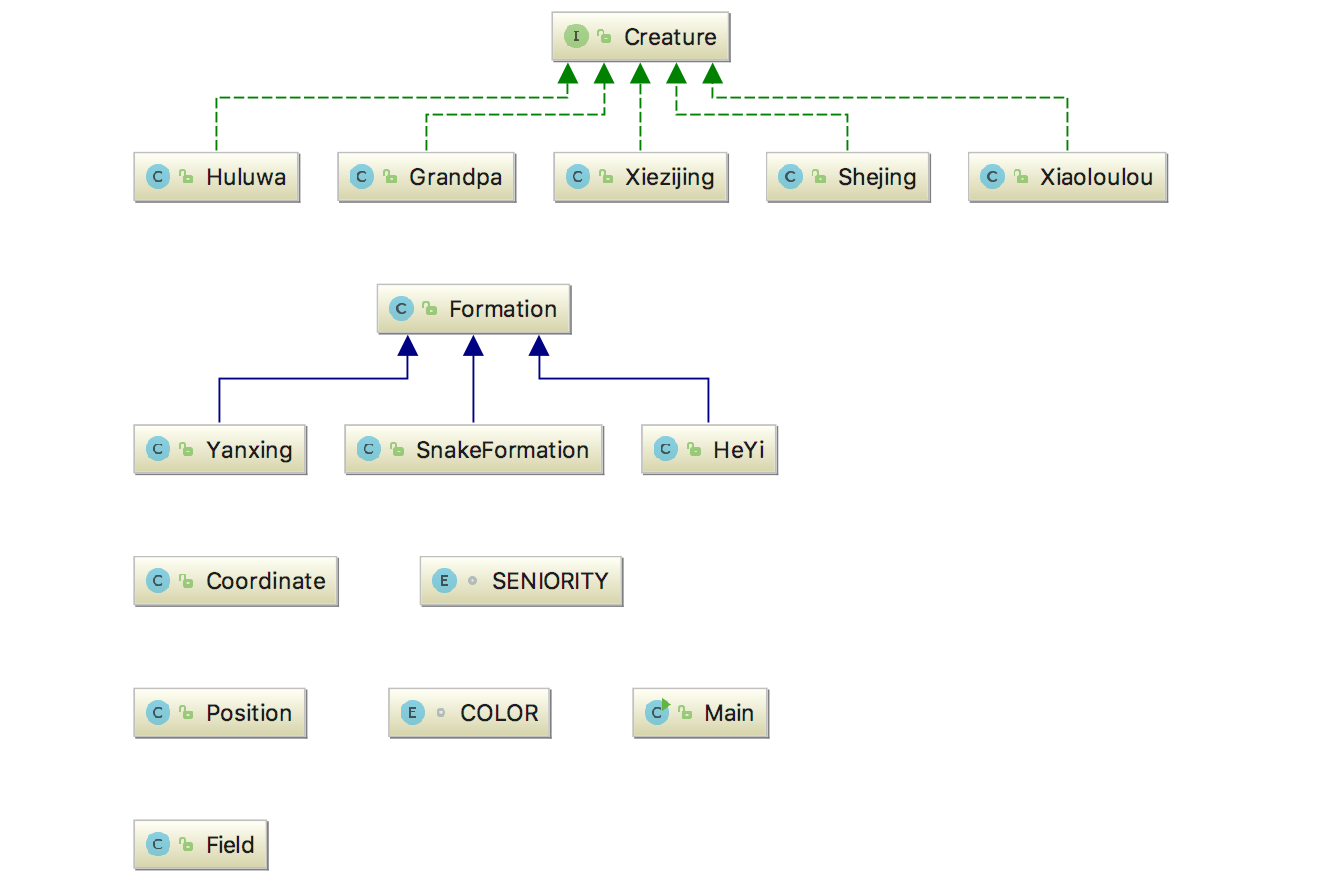 I Creature
C Huluwa C Grandpa C Xiezijing C Shejing C Xiaoloulou
C Formation
C Yanxing C SnakeFormation C HeYi
C Coordinate E SENIORITY
C Position E COLOR C Main
C Field